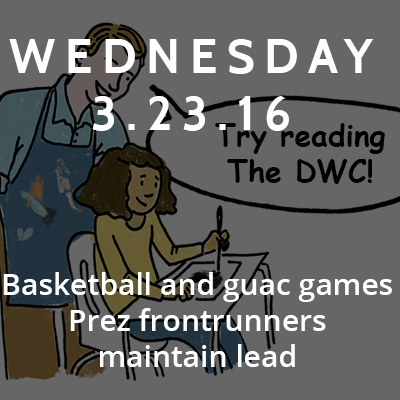 WEDNESDAY
3.23.16
Try reading
The DWC!
Basketball and guac games
Prez frontrunners
maintain lead